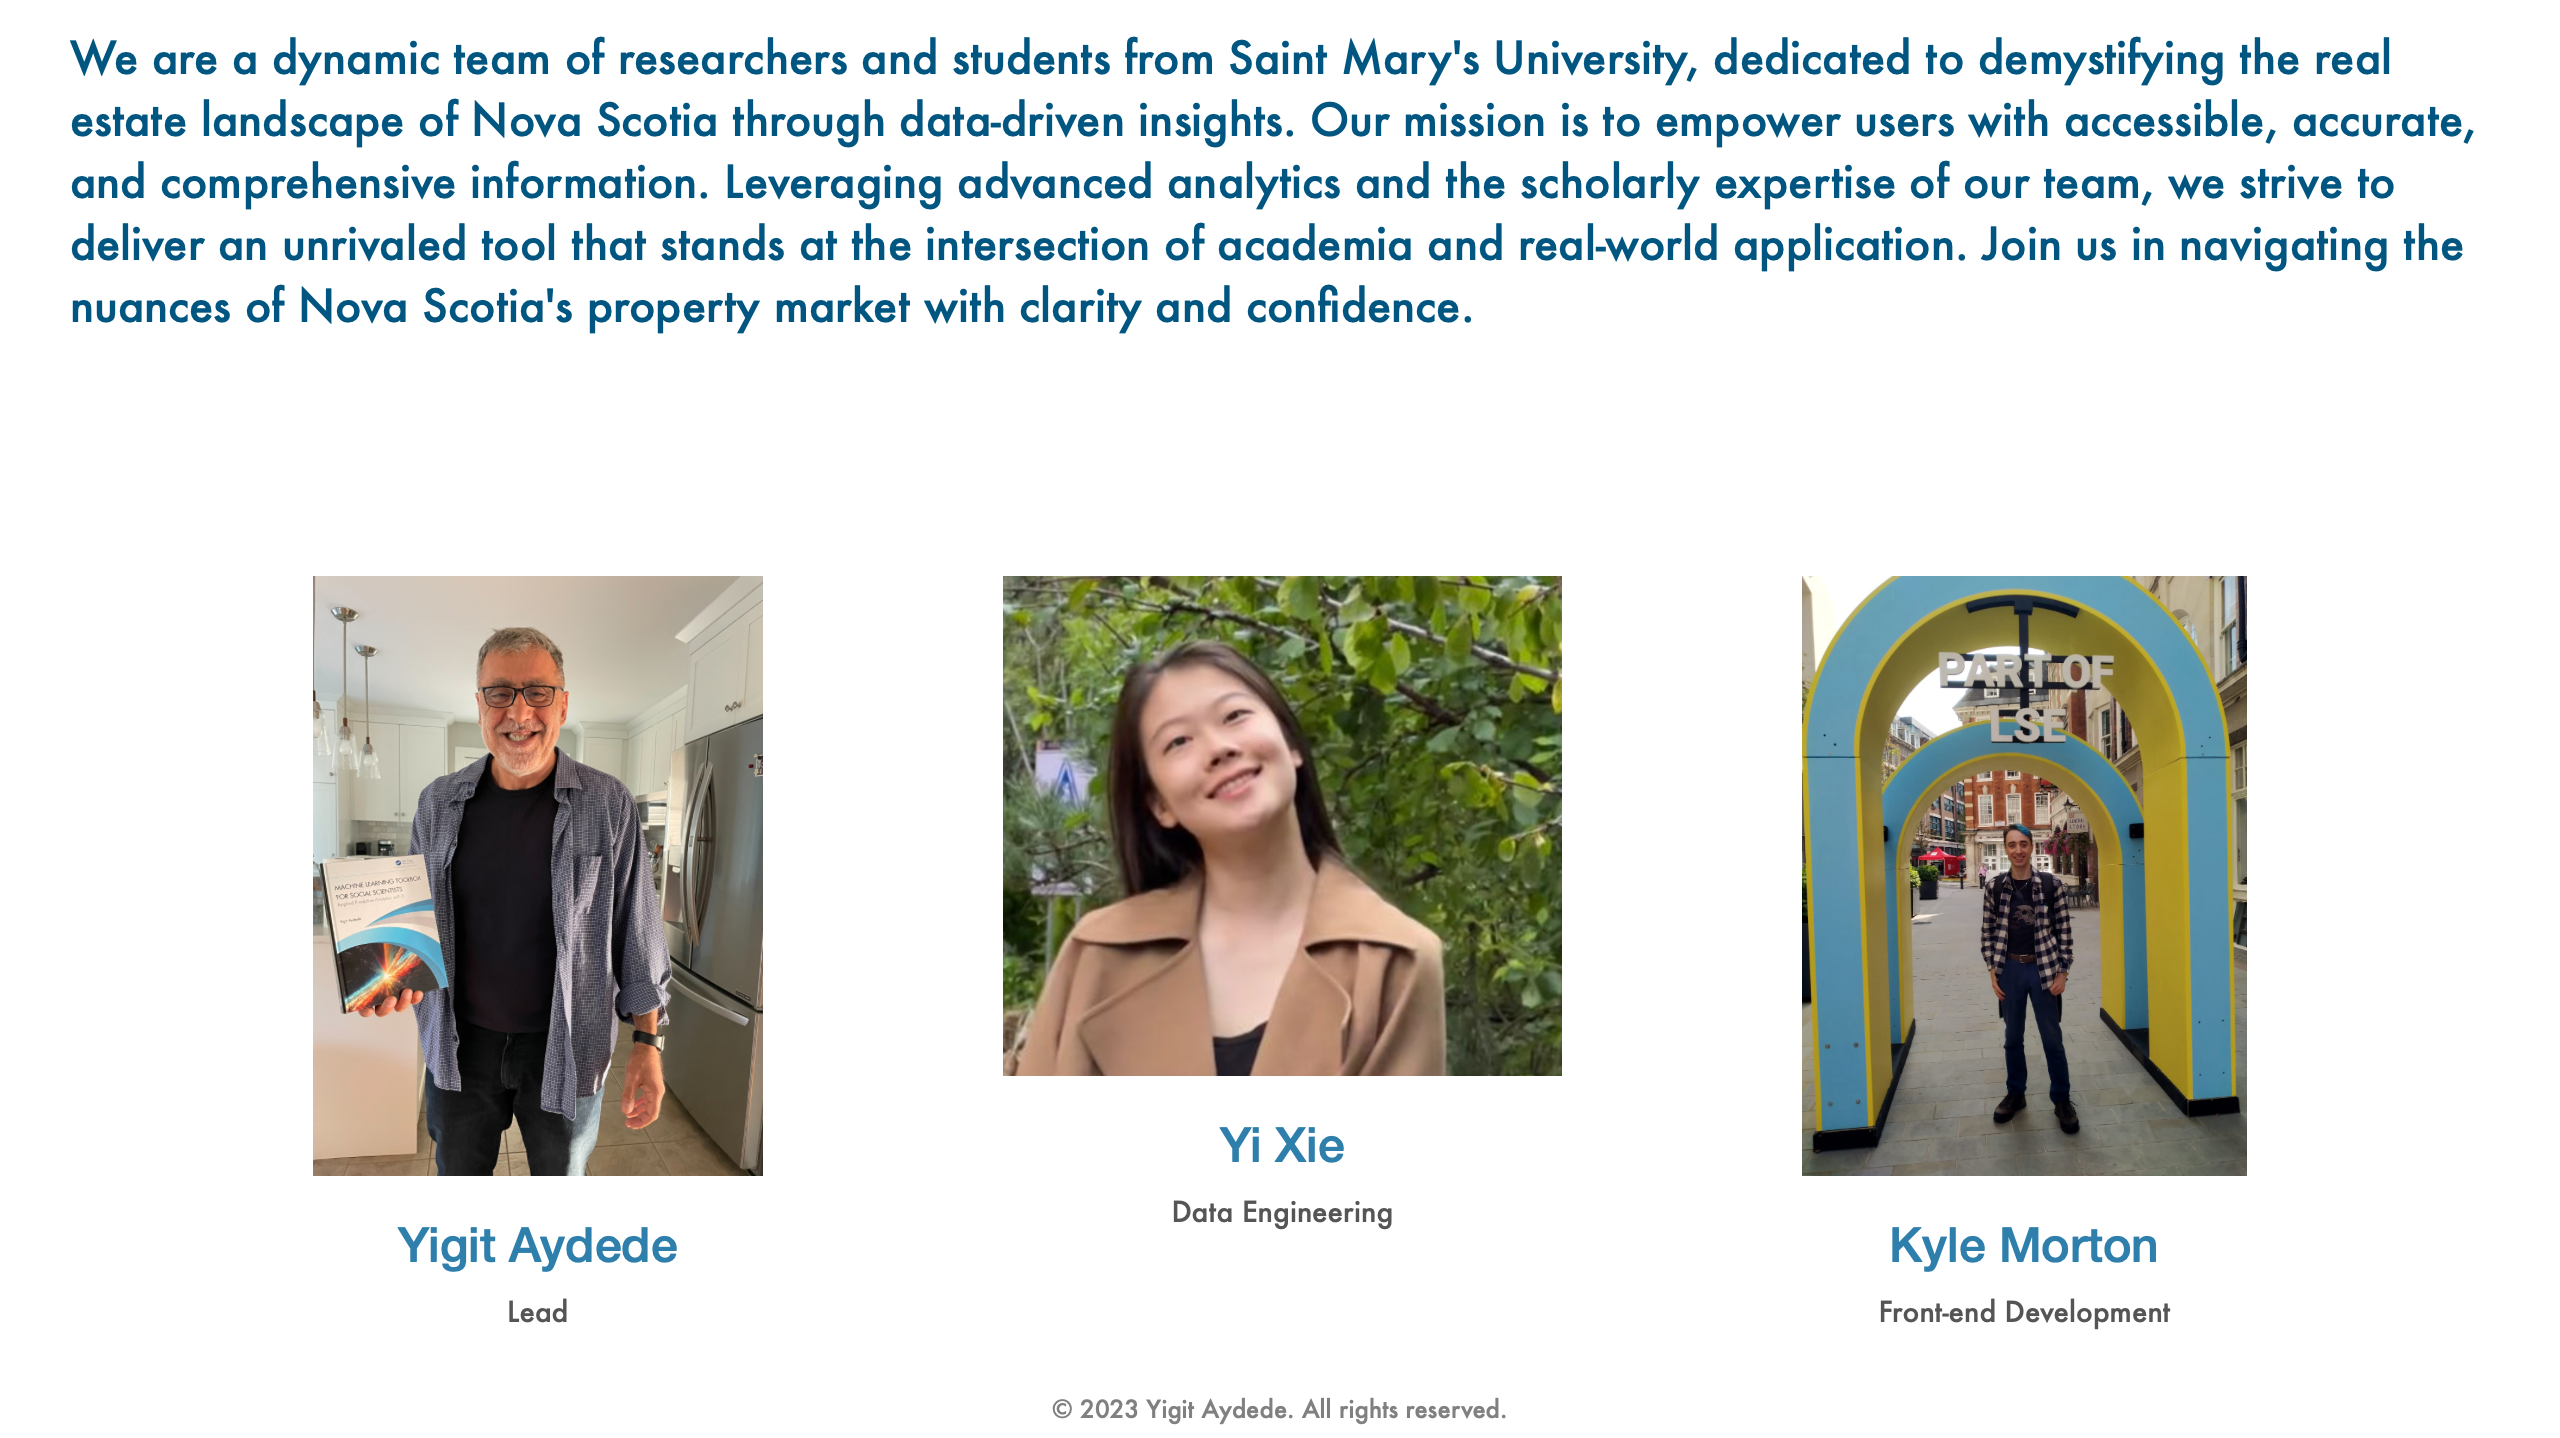 We are a dynamic team of researchers and students from Saint Mary's University, dedicated to demystifying the real
estate landscape of Nova Scotia through data-driven insights. Our mission is to empower users with accessible, accurate,
and comprehensive information. Leveraging advanced analytics and the scholarly expertise of our team, we strive to
deliver an unrivaled tool that stands at the intersection of academia and real-world application. Join us in navigating the
nuances of Nova Scotia's property market with clarity and confidence.
MACHINE LEARNING TOOLBOX
FOR SOCIAL SCIENTISTS
Yigit Aydede
PART OF
LSE
Yigit Aydede
Lead
Yi Xie
Data Engineering
Kyle Morton
Front-end Development
© 2023 Yigit Aydede. All rights reserved.